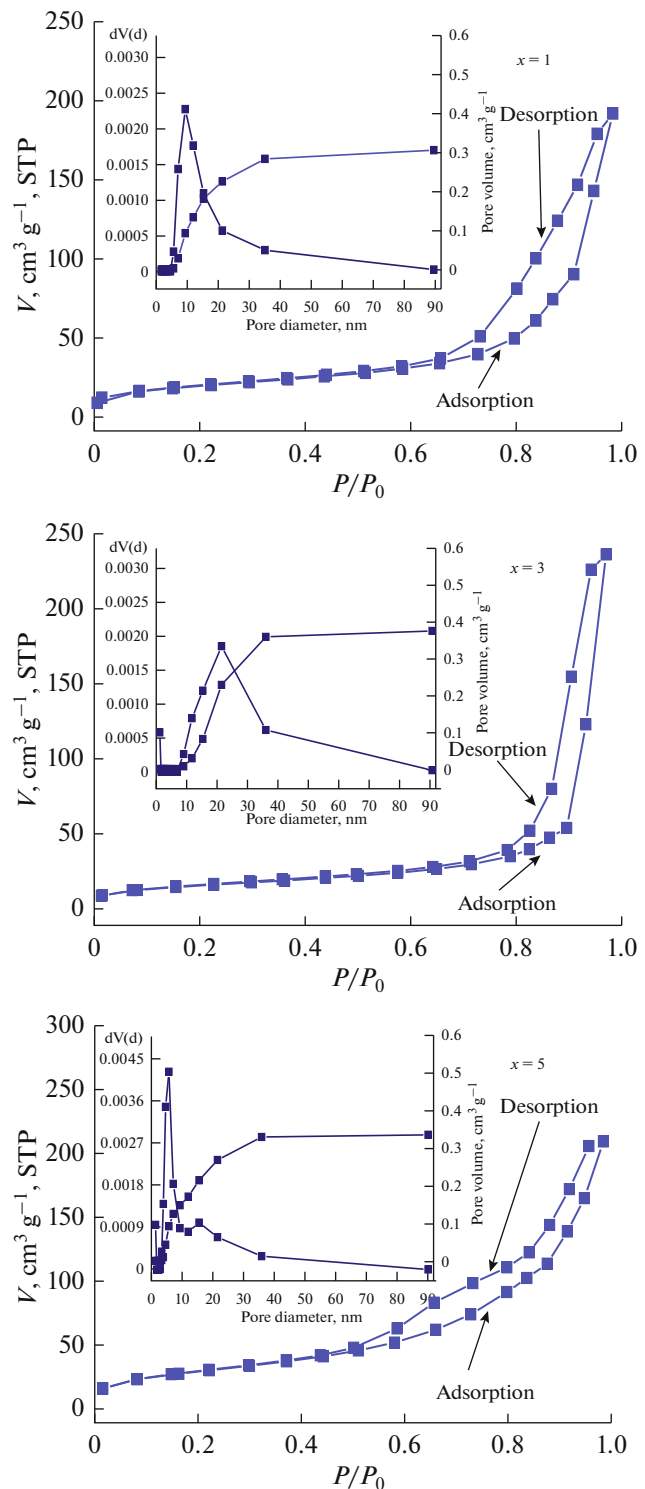 250
200
150
100
50
0
V, cm³ g⁻¹, STP
0 0.2 0.4 0.6 0.8 1.0
P/P₀
x = 1
Desorption
Adsorption
dV(d)
0.0030
0.0025
0.0020
0.0015
0.0010
0.0005
0
0 10 20 30 40 50 60 70 80 90
Pore diameter, nm
0.6
0.5
0.4
0.3
0.2
0.1
0
Pore volume, cm³ g⁻¹
250
200
150
100
50
0
V, cm³ g⁻¹, STP
0 0.2 0.4 0.6 0.8 1.0
P/P₀
x = 3
Desorption
Adsorption
dV(d)
0.0030
0.0025
0.0020
0.0015
0.0010
0.0005
0
0 10 20 30 40 50 60 70 80 90
Pore diameter, nm
0.6
0.5
0.4
0.3
0.2
0.1
0
Pore volume, cm³ g⁻¹
300
250
200
150
100
50
0
V, cm³ g⁻¹, STP
0 0.2 0.4 0.6 0.8 1.0
P/P₀
x = 5
Desorption
Adsorption
dV(d)
0.0045
0.0036
0.0027
0.0018
0.0009
0
0 10 20 30 40 50 60 70 80 90
Pore diameter, nm
0.6
0.5
0.4
0.3
0.2
0.1
0
Pore volume, cm³ g⁻¹